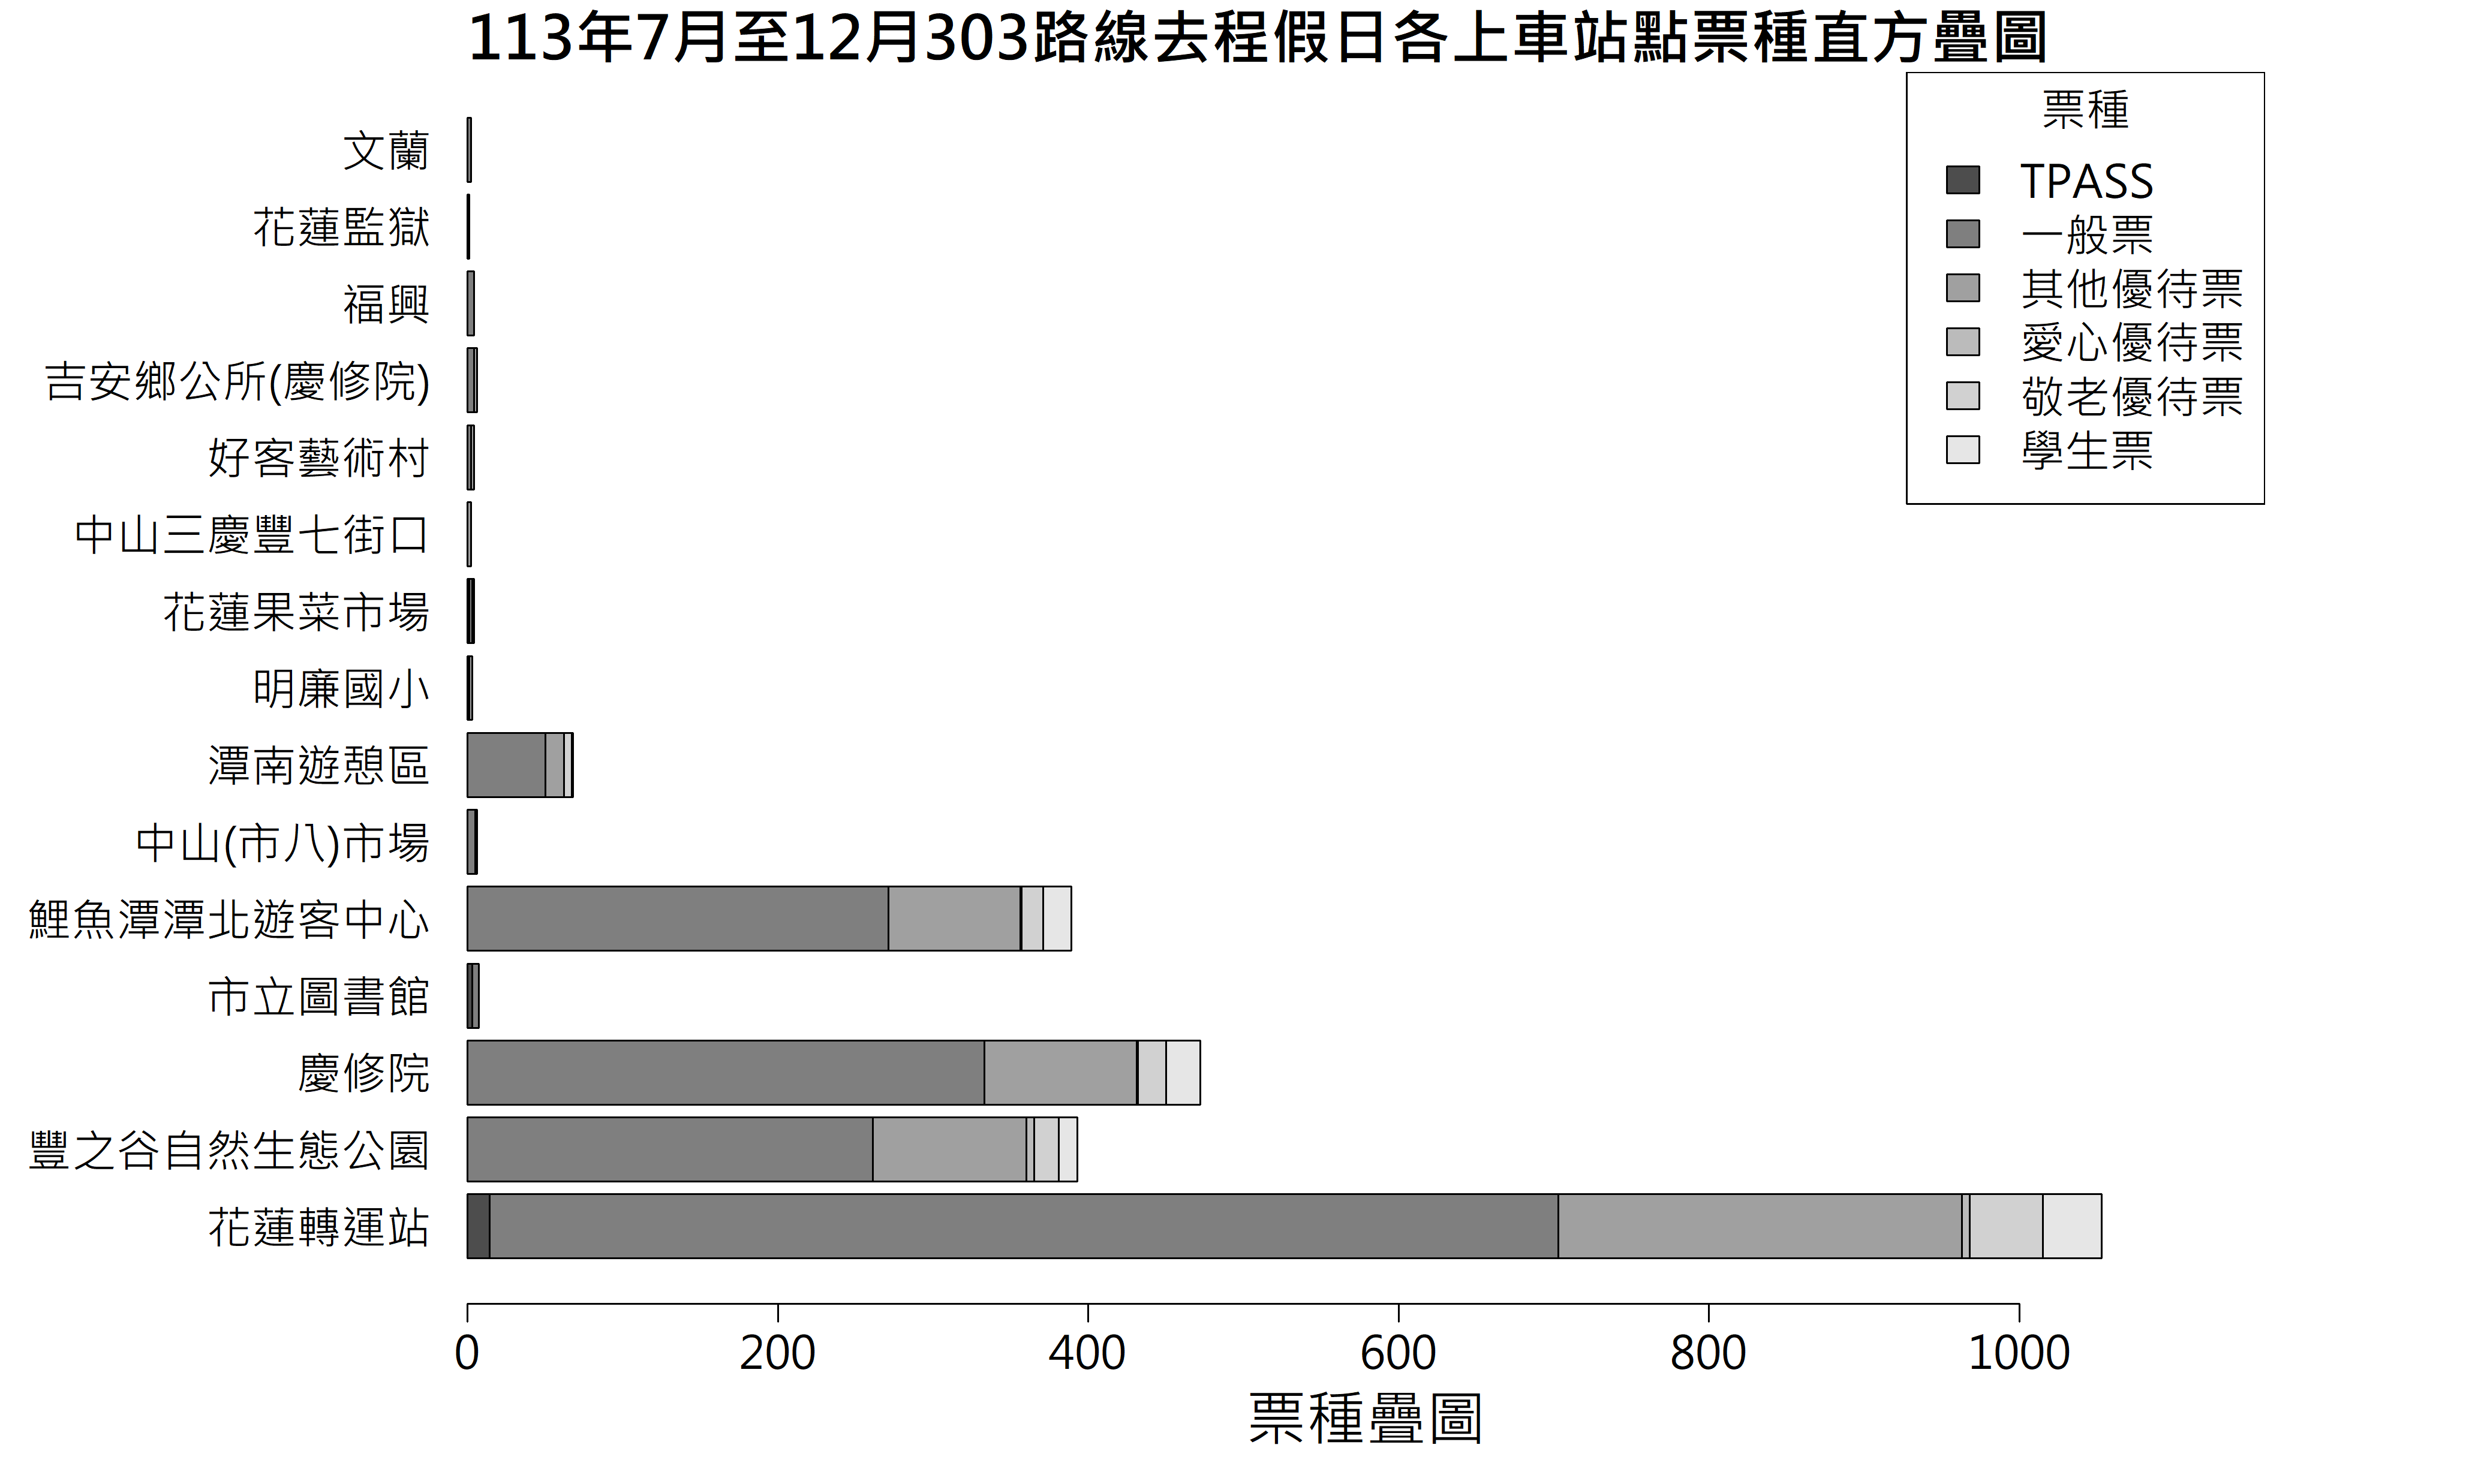 113年7月至12月303路線去程假日各上車站點票種直方疊圖
票種
TPASS
一般票
其他優待票
愛心優待票
敬老優待票
學生票
文蘭
花蓮監獄
福興
吉安鄉公所(慶修院)
好客藝術村
中山三慶豐七街口
花蓮果菜市場
明廉國小
潭南遊憩區
中山(市八)市場
鯉魚潭潭北遊客中心
市立圖書館
慶修院
豐之谷自然生態公園
花蓮轉運站
0 200 400 600 800 1000
票種疊圖